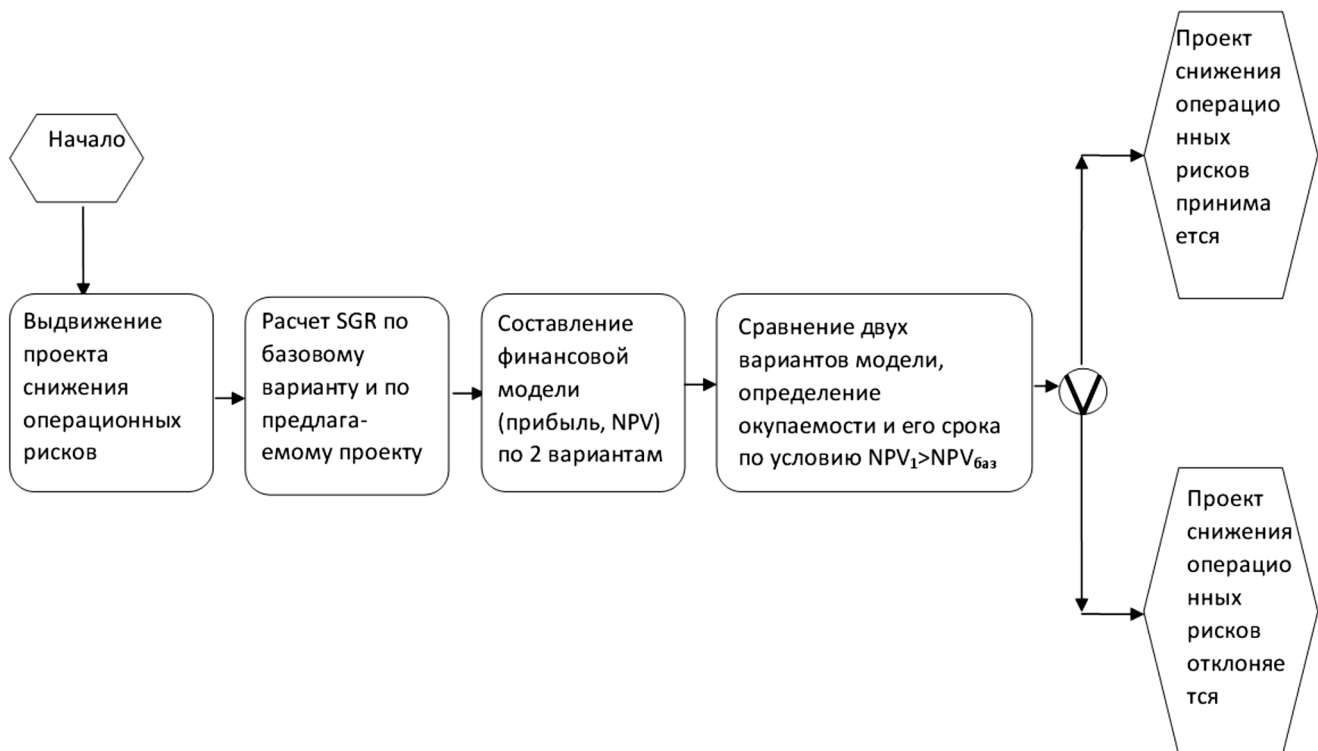 Начало
Выдвижение
проекта
снижения
операционных
рисков
Расчет SGR по
базовому
варианту и по
предлага-
емому проекту
Составление
финансовой
модели
(прибыль, NPV)
по 2 вариантам
Сравнение двух
вариантов модели,
определение
окупаемости и его срока
по условию NPV₁>NPVбаз
V
Проект
снижения
операцио
нных
рисков
принима
ется
Проект
снижения
операцио
нных
рисков
отклоняе
тся